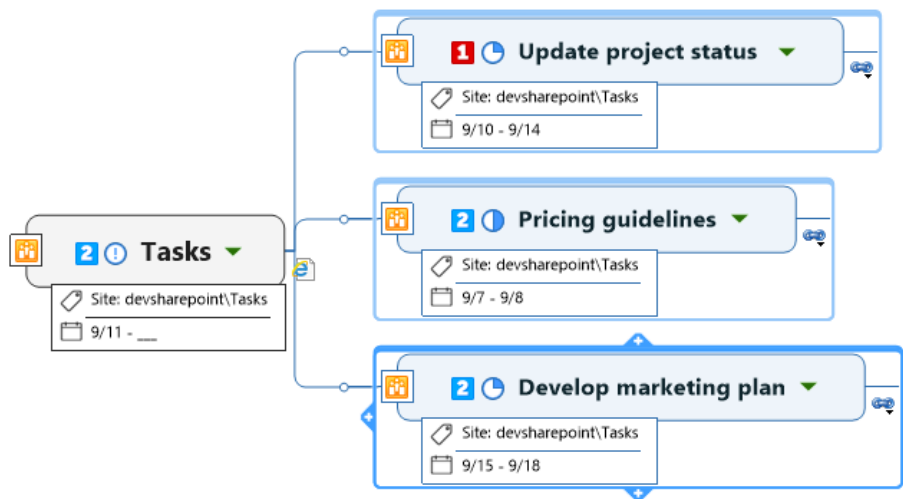 1 Update project status
Site: devsharepoint\Tasks
9/10 - 9/14
2 Pricing guidelines
Site: devsharepoint\Tasks
9/7 - 9/8
2 ! Tasks
Site: devsharepoint\Tasks
9/11 - __
2 Develop marketing plan
Site: devsharepoint\Tasks
9/15 - 9/18